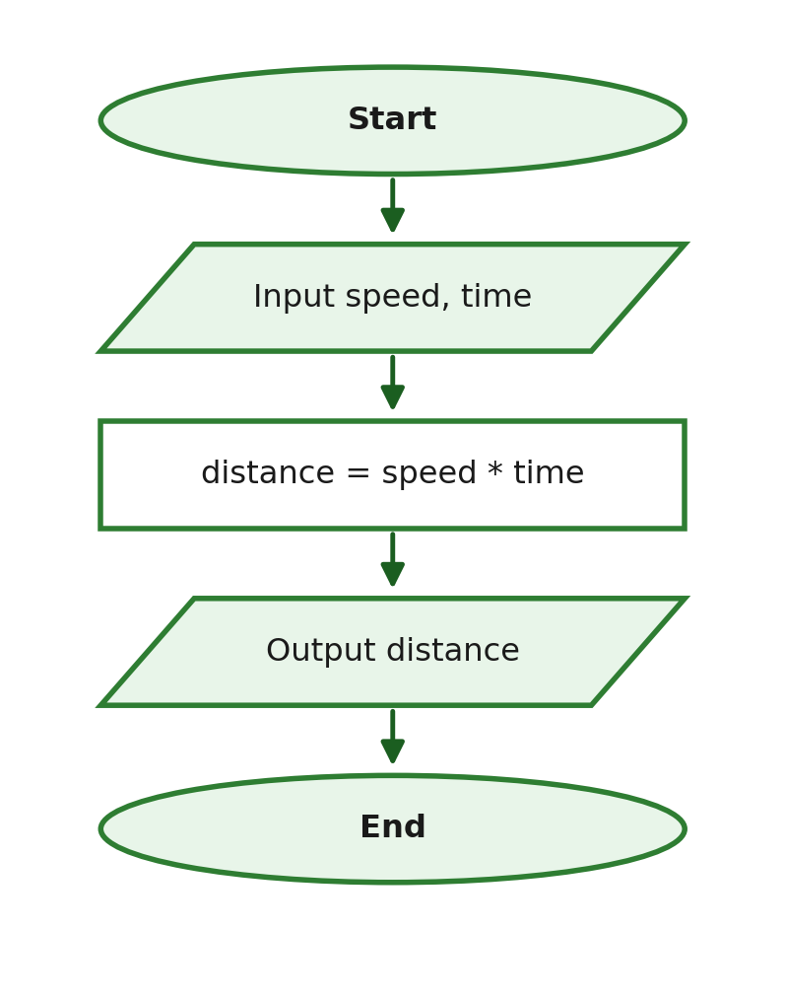 Start
Input speed, time
distance = speed * time
Output distance
End